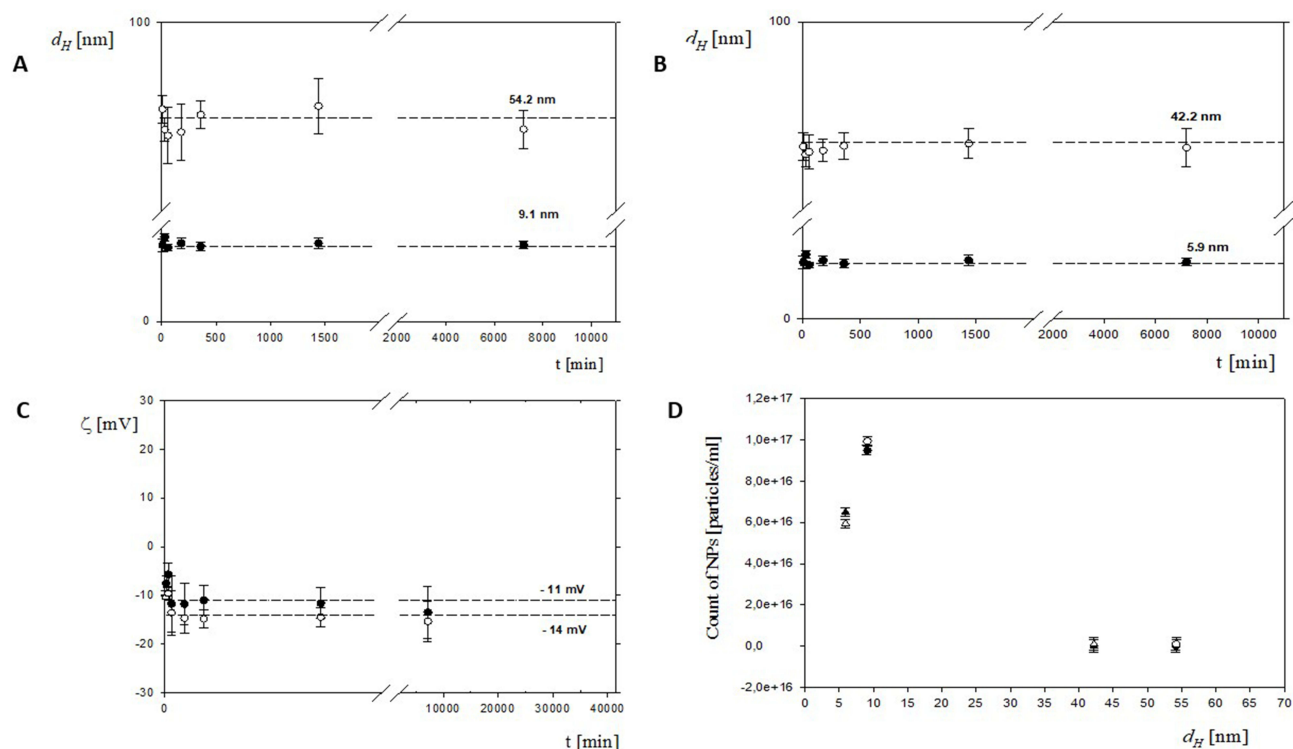 A
d_H [nm]
100
54.2 nm
9.1 nm
0
0 500 1000 1500 2000 4000 6000 8000 10000
t [min]
B
d_H [nm]
100
42.2 nm
5.9 nm
0
0 500 1000 1500 2000 4000 6000 8000 10000
t [min]
C
ζ [mV]
30
20
10
0
-10
-20
-30
- 11 mV
- 14 mV
0 10000 20000 30000 40000
t [min]
D
Count of NPs [particles/ml]
1,2e+17
1,0e+17
8,0e+16
6,0e+16
4,0e+16
2,0e+16
0,0
-2,0e+16
0 5 10 15 20 25 30 35 40 45 50 55 60 65 70
d_H [nm]